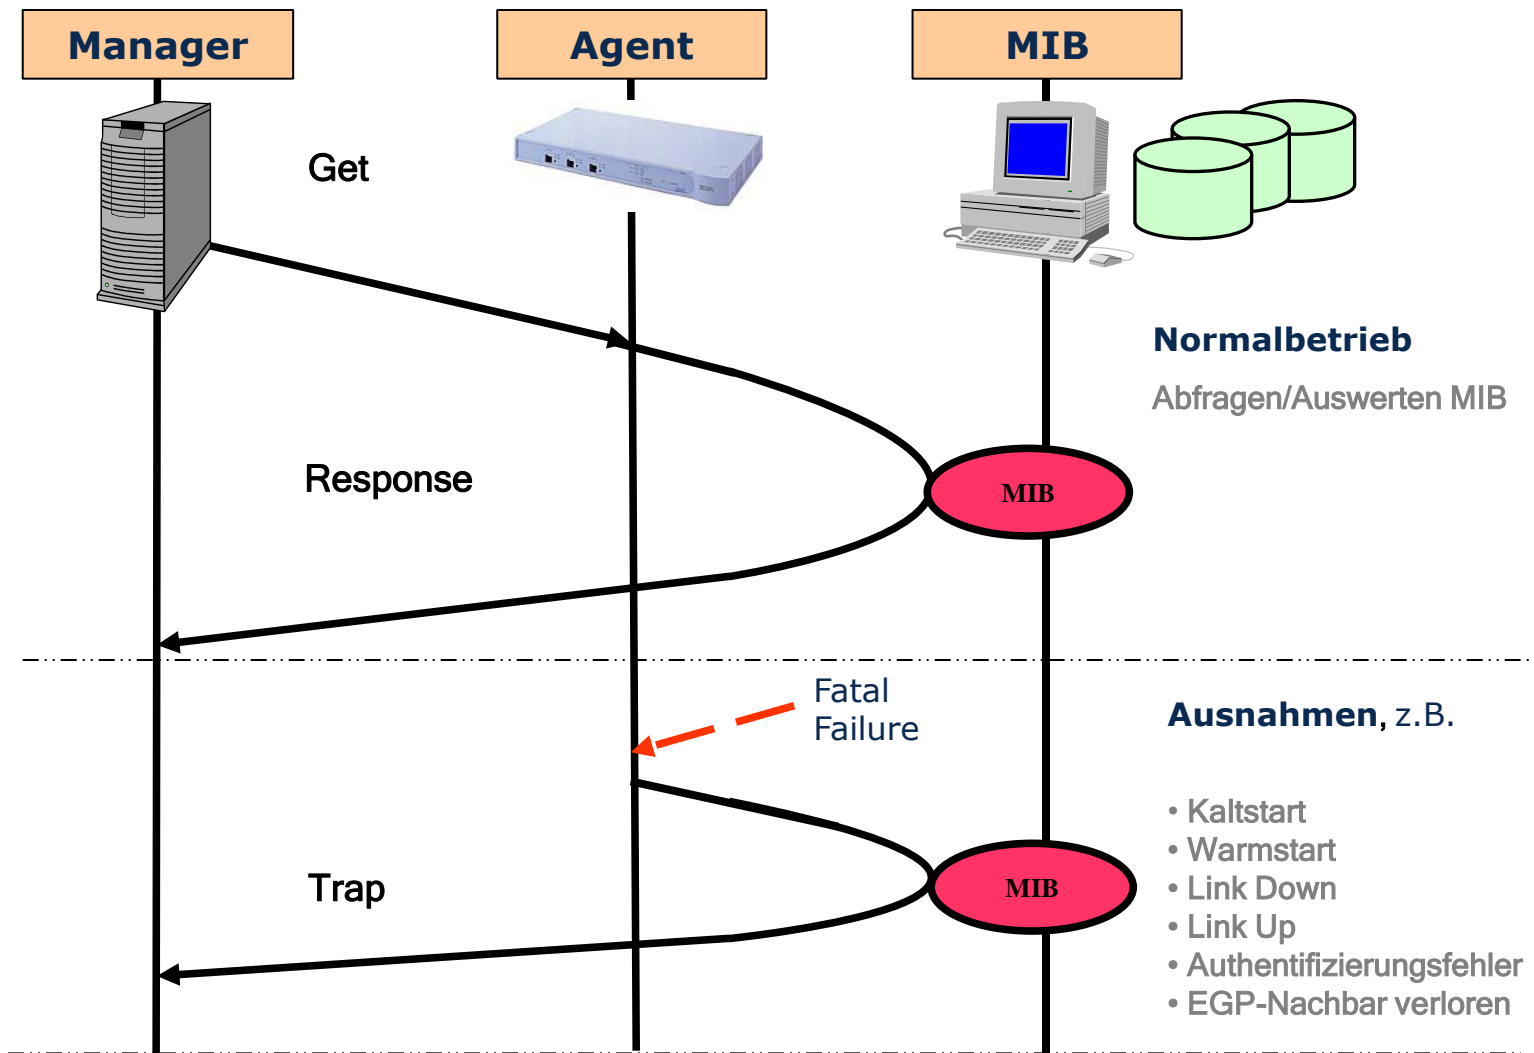 Manager
Agent
MIB
Get
Normalbetrieb
Abfragen/Auswerten MIB
Response
MIB
Fatal
Failure
Ausnahmen, z.B.
• Kaltstart
• Warmstart
• Link Down
• Link Up
• Authentifizierungsfehler
• EGP-Nachbar verloren
Trap
MIB